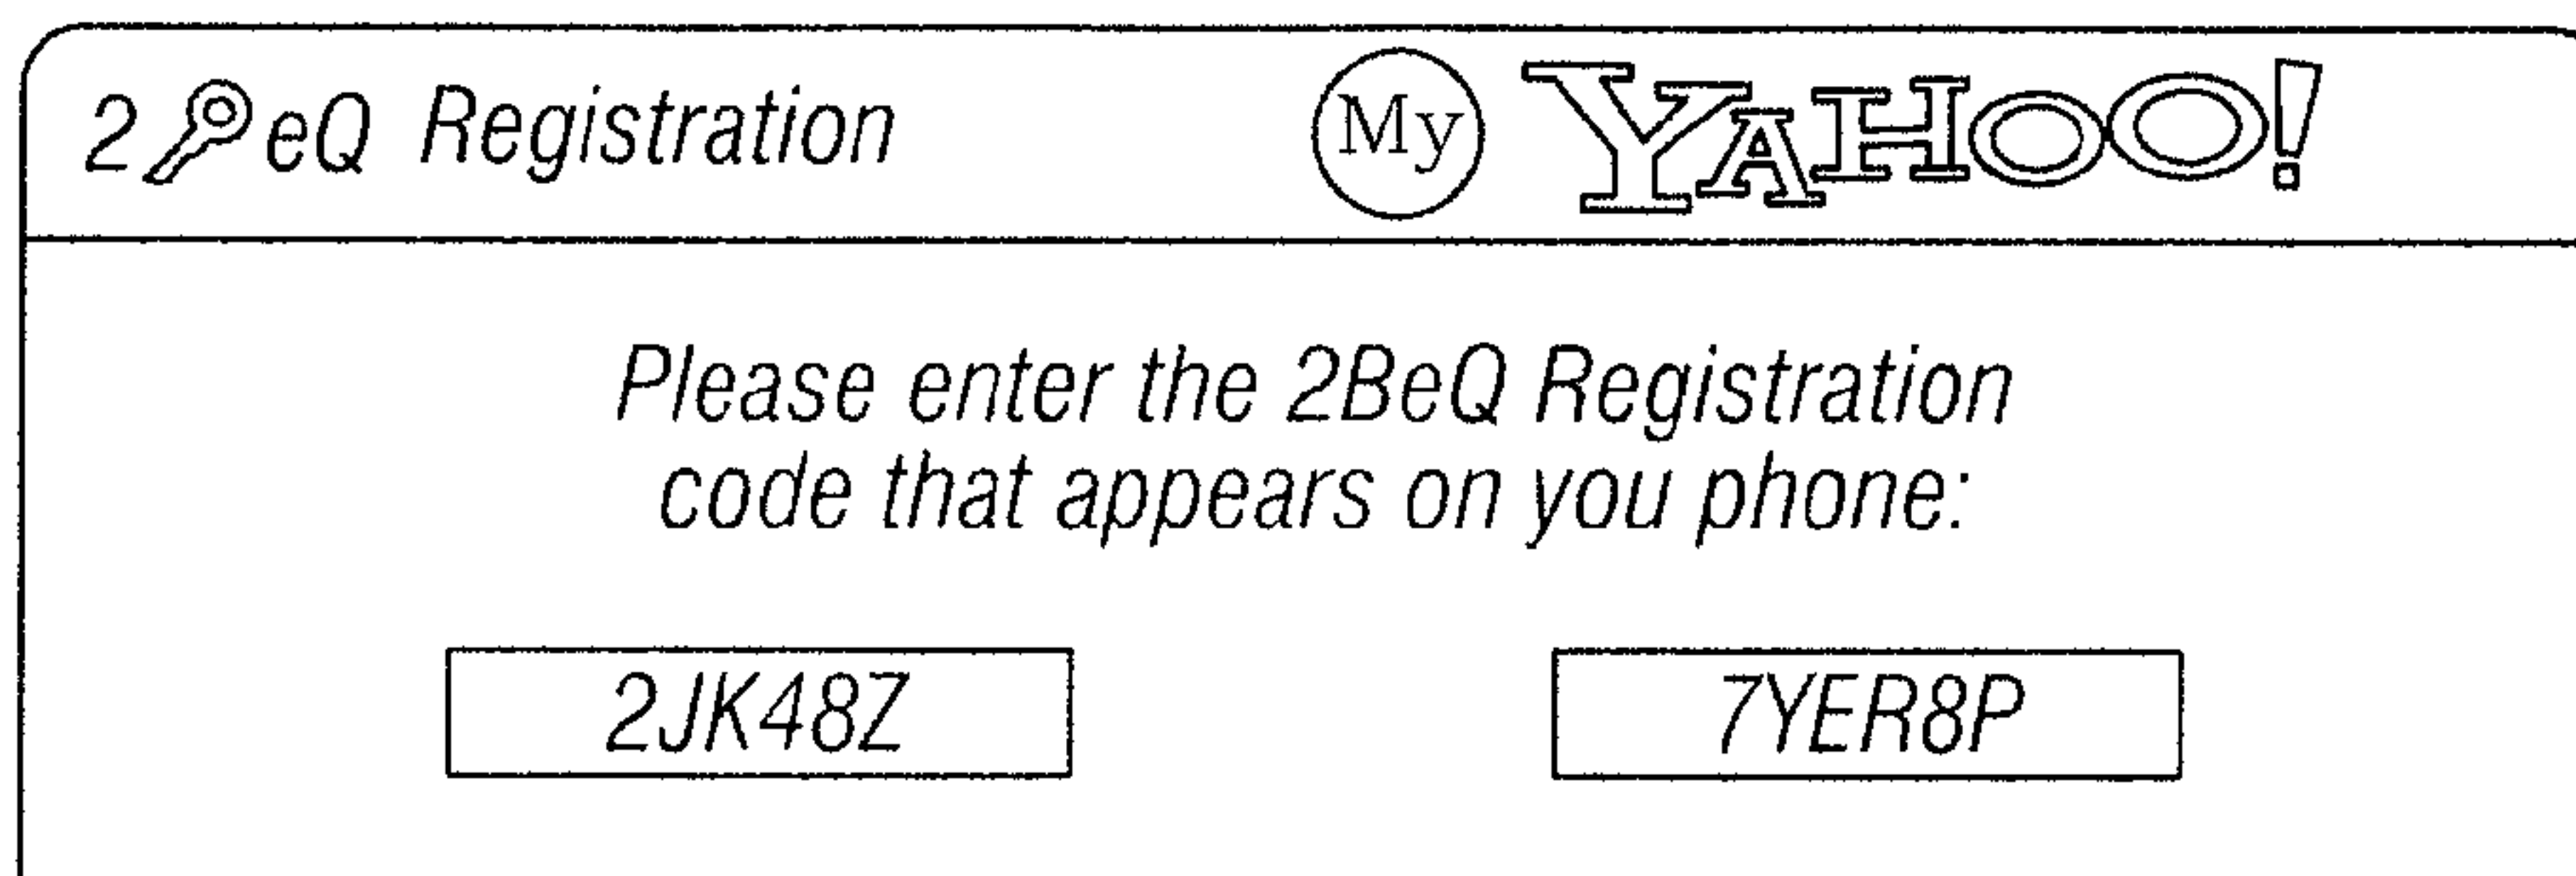 2 eQ Registration My YAHOO!
Please enter the 2BeQ Registration
code that appears on you phone:
2JK48Z 7YER8P